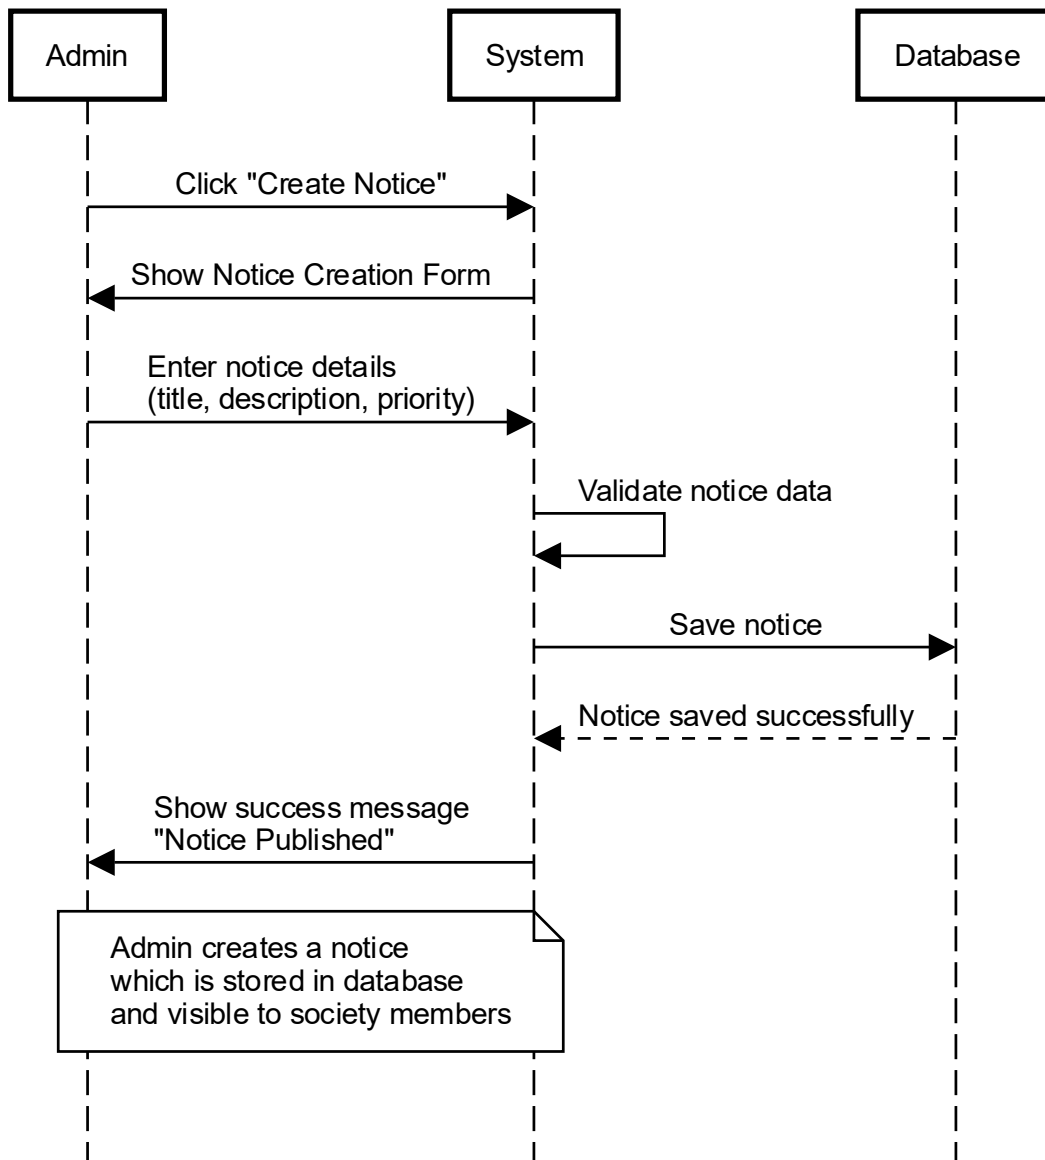 Admin
System
Database
Click "Create Notice"
Show Notice Creation Form
Enter notice details
(title, description, priority)
Validate notice data
Save notice
Notice saved successfully
Show success message
"Notice Published"
Admin creates a notice
which is stored in database
and visible to society members